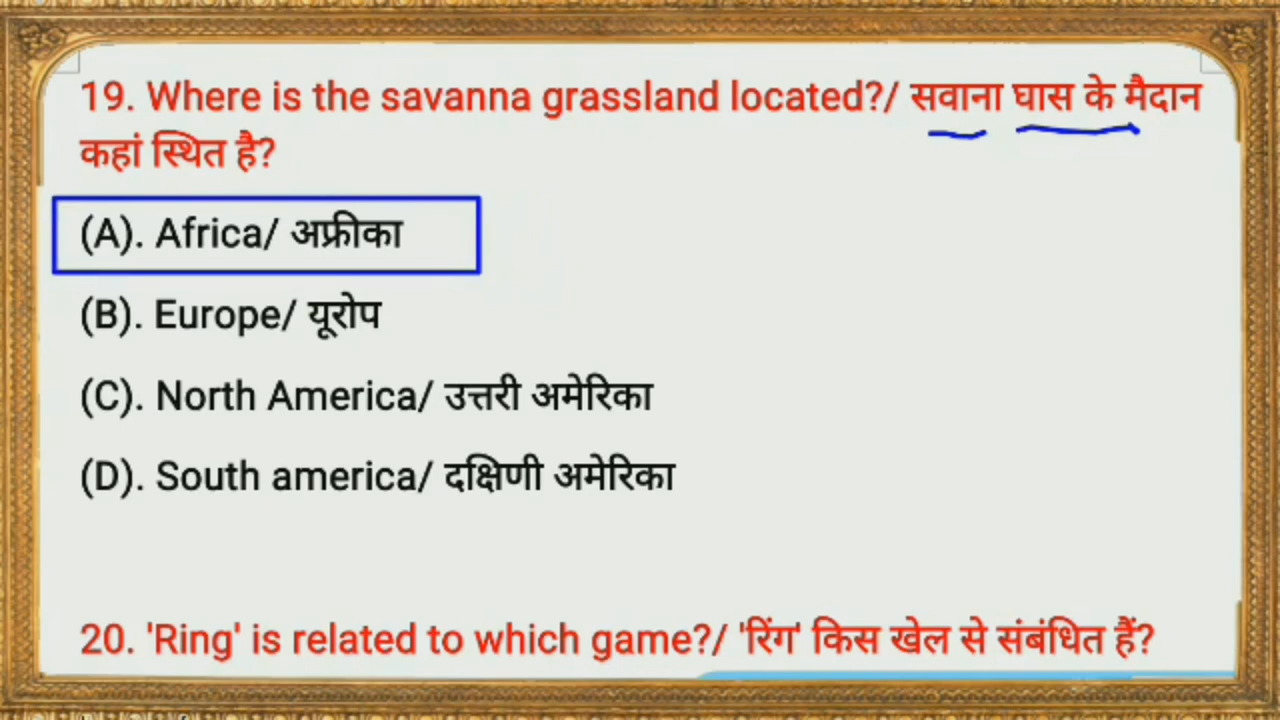 19. Where is the savanna grassland located?/ सवाना घास के मैदान
कहां स्थित है?
(A). Africa/ अफ्रीका
(B). Europe/ यूरोप
(C). North America/ उत्तरी अमेरिका
(D). South america/ दक्षिणी अमेरिका
20. 'Ring' is related to which game?/ 'रिंग' किस खेल से संबंधित हैं?